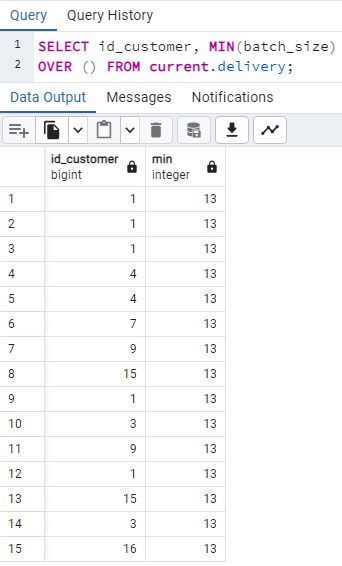 Query Query History
1 SELECT id_customer, MIN(batch_size)
2 OVER () FROM current.delivery;
Data Output Messages Notifications
id_customer min
bigint integer
1 1 13
2 1 13
3 1 13
4 4 13
5 4 13
6 7 13
7 9 13
8 15 13
9 1 13
10 3 13
11 9 13
12 1 13
13 15 13
14 3 13
15 16 13